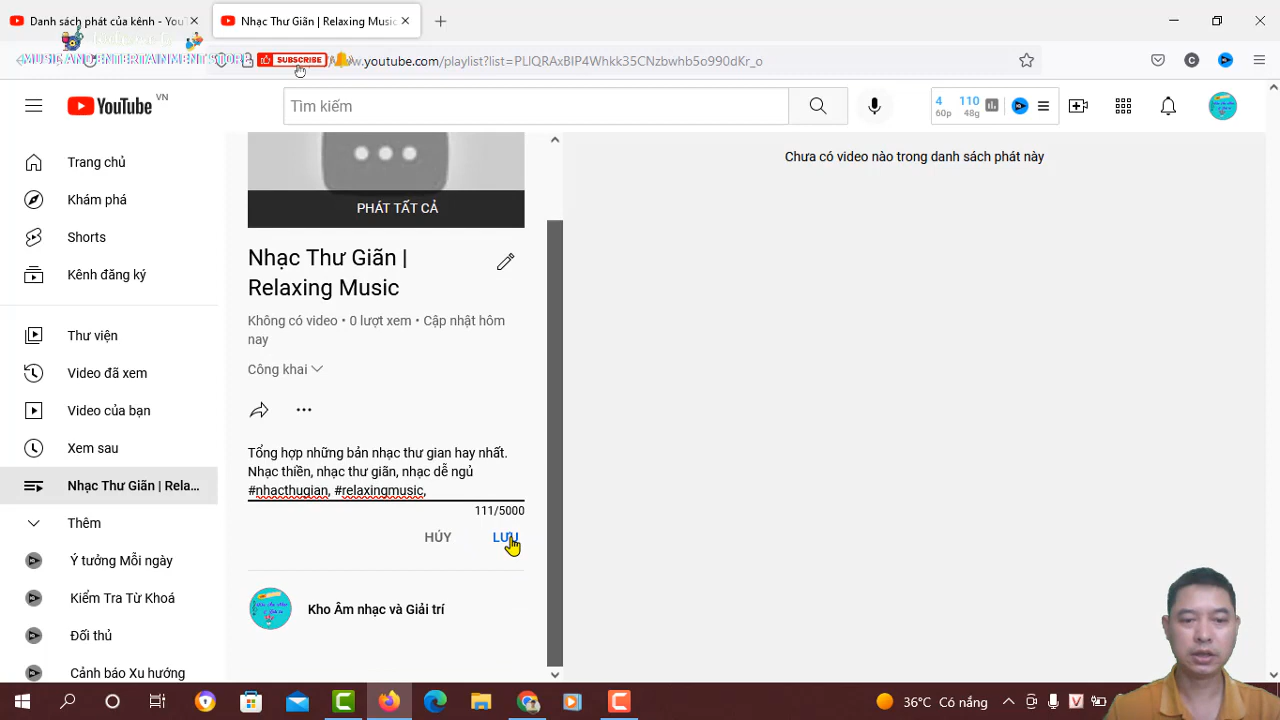 Danh sách phát của kênh - YouT
Nhạc Thư Giãn | Relaxing Music
MUSIC AND ENTERTAINMENT STORE
SUBSCRIBE
www.youtube.com/playlist?list=PLlQRAxBIP4Whkk35CNzbwhb5o990dKr_o
YouTube VN
Tìm kiếm
4 110
60p 48g
Trang chủ
Khám phá
Shorts
Kênh đăng ký
Thư viện
Video đã xem
Video của bạn
Xem sau
Nhạc Thư Giãn | Rela...
Thêm
Ý tưởng Mỗi ngày
Kiểm Tra Từ Khoá
Đối thủ
Cảnh báo Xu hướng
PHÁT TẤT CẢ
Nhạc Thư Giãn |
Relaxing Music
Không có video • 0 lượt xem • Cập nhật hôm
nay
Công khai
Tổng hợp những bản nhạc thư gian hay nhất.
Nhạc thiền, nhạc thư giãn, nhạc dễ ngủ
#nhacthugian, #relaxingmusic,
111/5000
HỦY LƯU
Kho Âm nhạc và Giải trí
Chưa có video nào trong danh sách phát này
36°C Có nắng
V